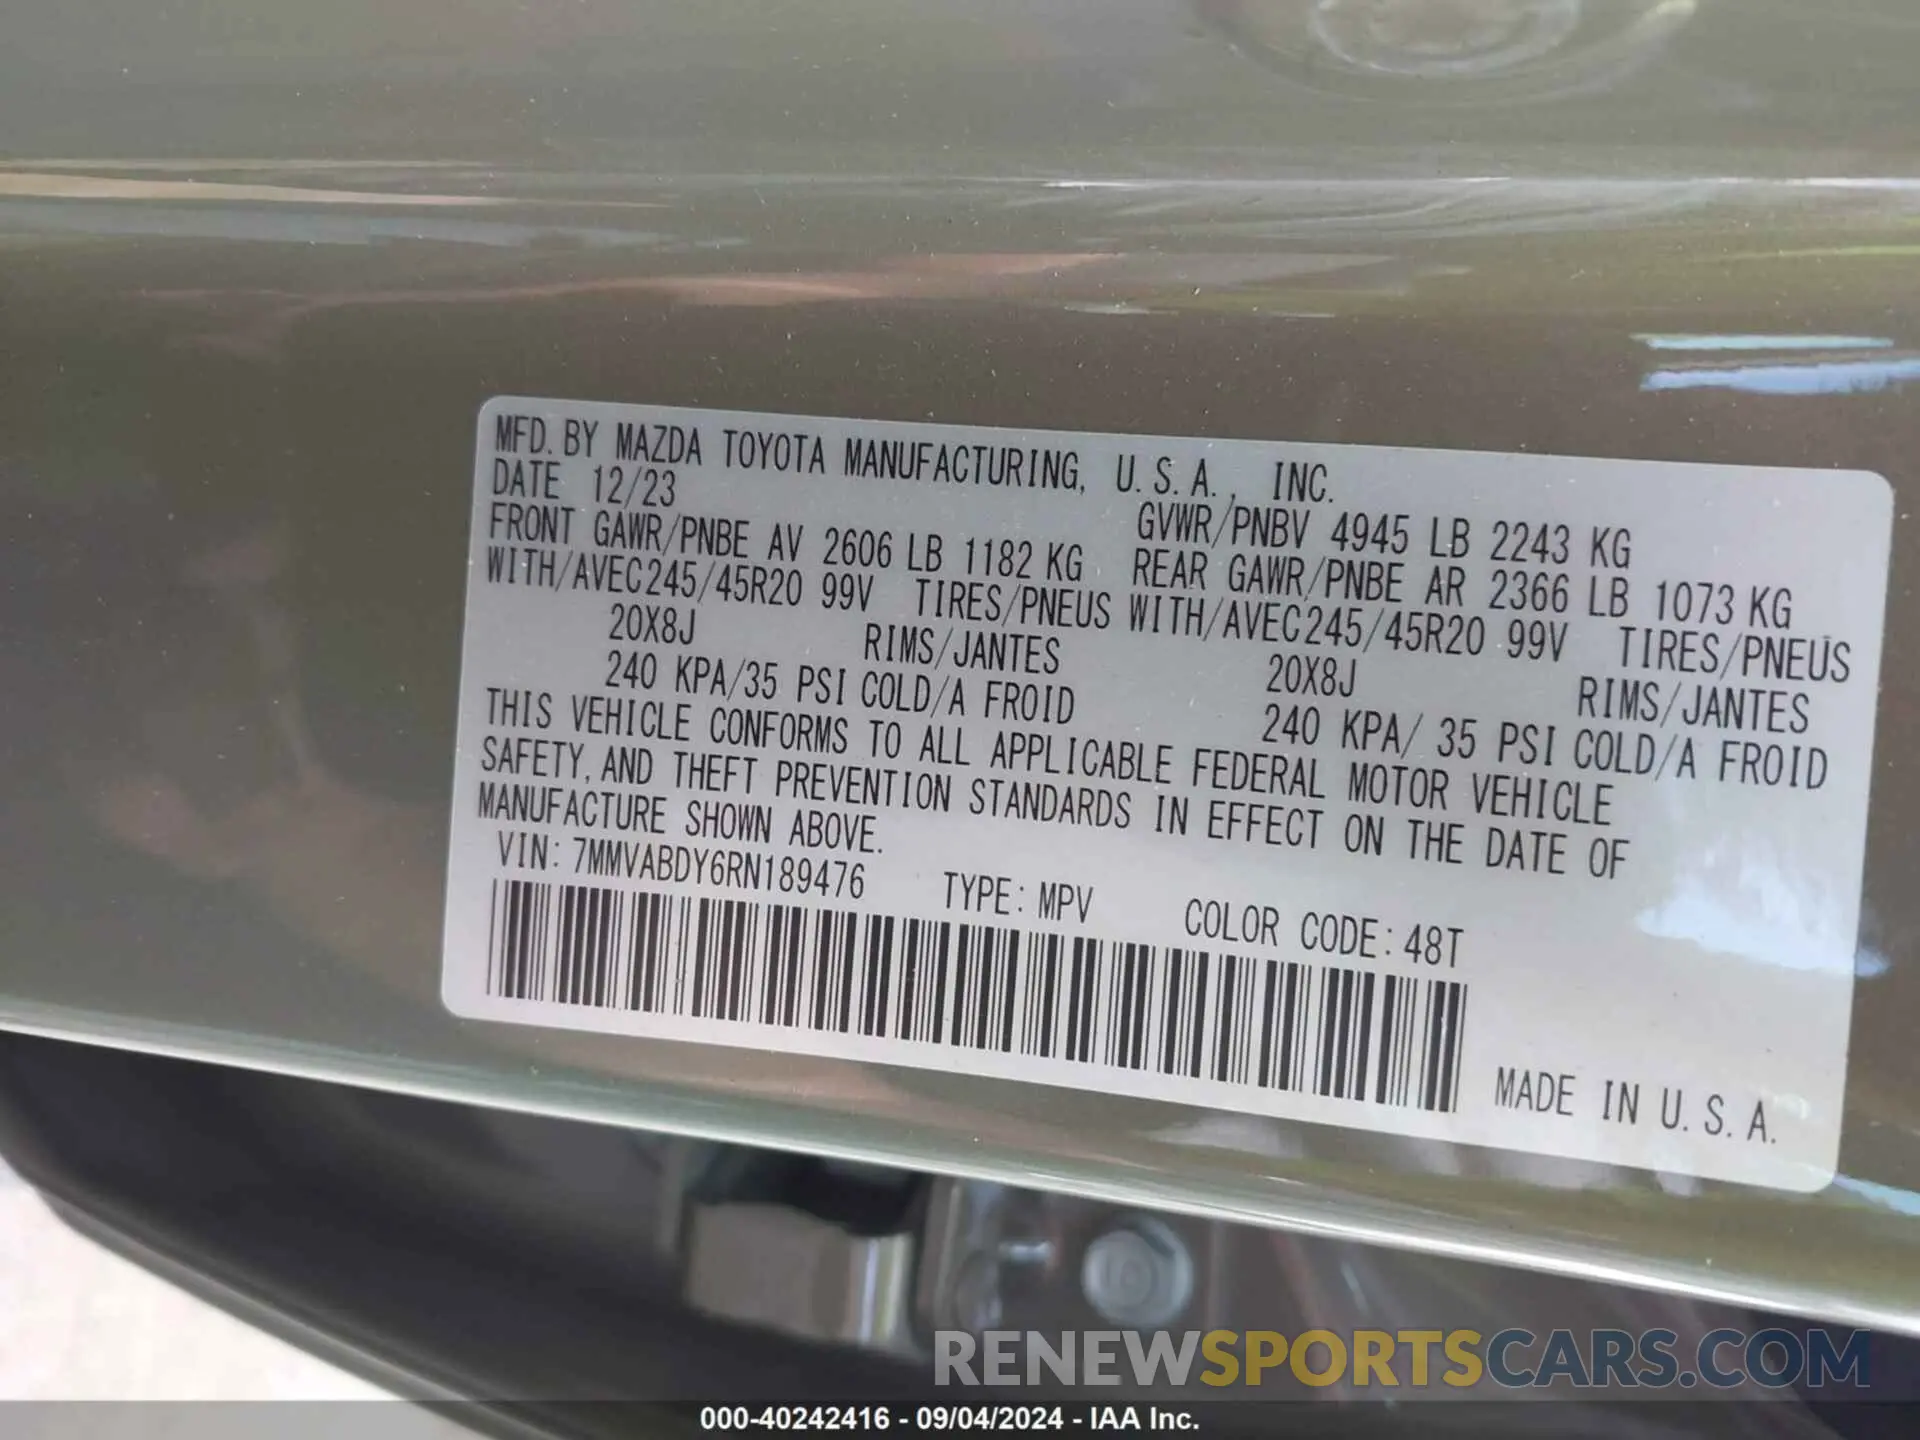 MFD. BY MAZDA TOYOTA MANUFACTURING, U.S.A., INC.
DATE 12/23 GVWR/PNBV 4945 LB 2243 KG
FRONT GAWR/PNBE AV 2606 LB 1182 KG REAR GAWR/PNBE AR 2366 LB 1073 KG
WITH/AVEC245/45R20 99V TIRES/PNEUS WITH/AVEC245/45R20 99V TIRES/PNEUS
20X8J RIMS/JANTES 20X8J RIMS/JANTES
240 KPA/35 PSI COLD/A FROID 240 KPA/ 35 PSI COLD/A FROID
THIS VEHICLE CONFORMS TO ALL APPLICABLE FEDERAL MOTOR VEHICLE
SAFETY, AND THEFT PREVENTION STANDARDS IN EFFECT ON THE DATE OF
MANUFACTURE SHOWN ABOVE.
VIN: 7MMVABDY6RN189476 TYPE: MPV COLOR CODE: 48T
MADE IN U.S.A.
RENEWSPORTSCARS.COM
000-40242416 - 09/04/2024 - IAA Inc.